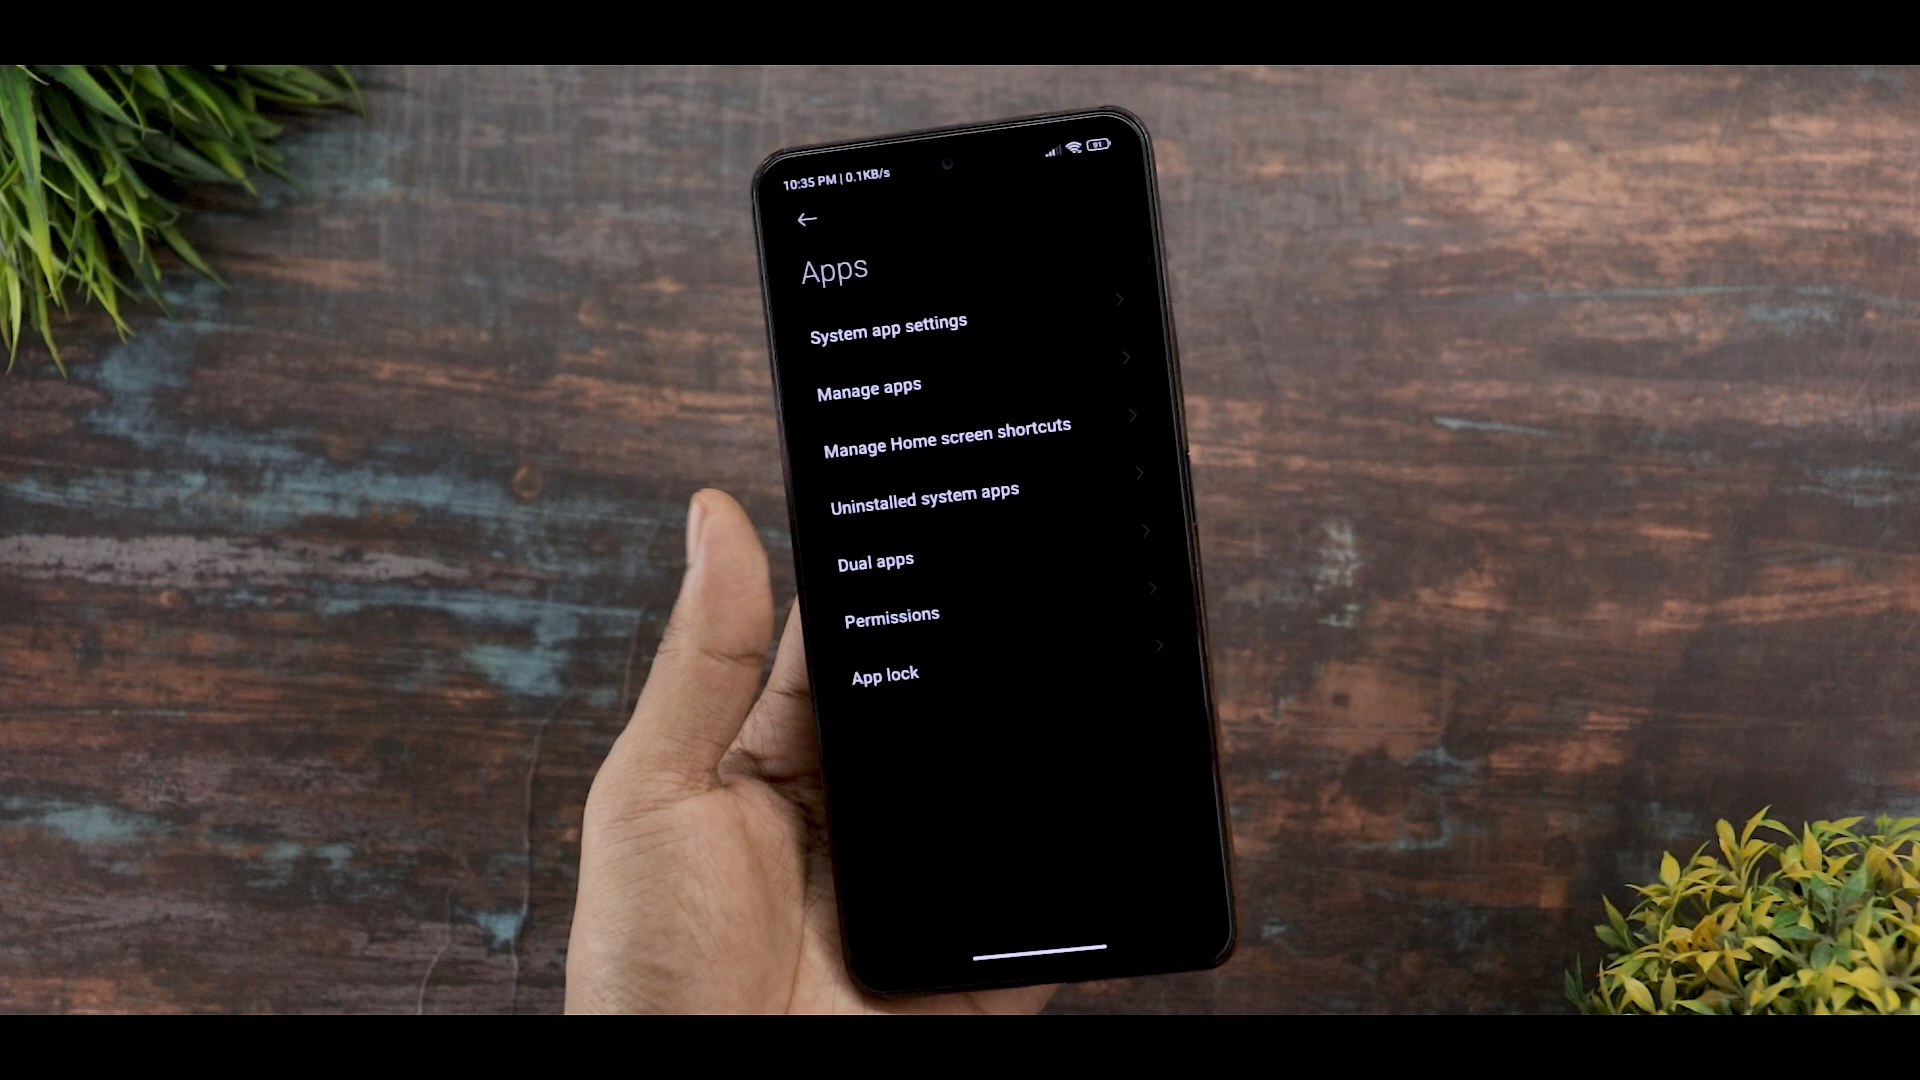 10:35 PM | 0.1KB/s 91
Apps
System app settings
Manage apps
Manage Home screen shortcuts
Uninstalled system apps
Dual apps
Permissions
App lock